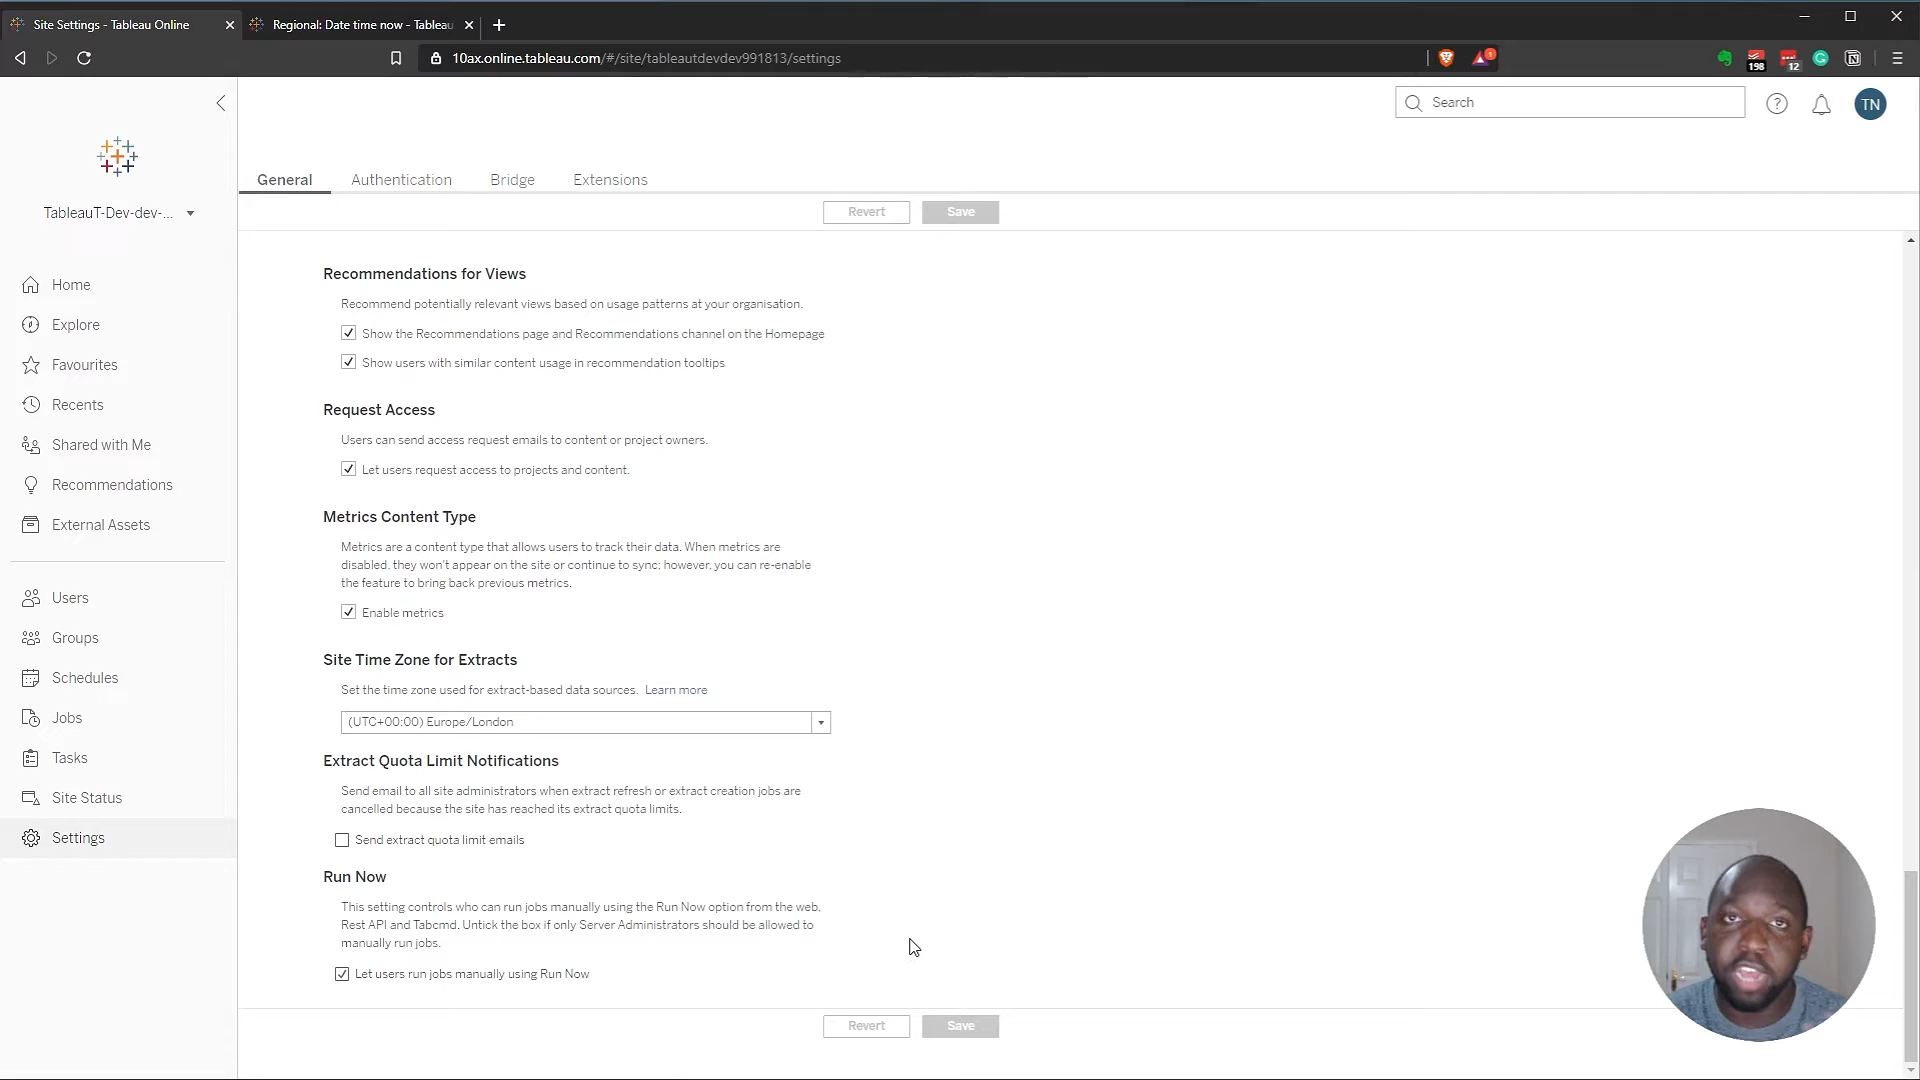 Site Settings - Tableau Online
Regional: Date time now - Tableau
10ax.online.tableau.com/#/site/tableautdevdev991813/settings
1
198
12
Search
TN
General
Authentication
Bridge
Extensions
TableauT-Dev-dev-...
Revert
Save
Home
Explore
Favourites
Recents
Shared with Me
Recommendations
External Assets
Users
Groups
Schedules
Jobs
Tasks
Site Status
Settings
Recommendations for Views
Recommend potentially relevant views based on usage patterns at your organisation.
Show the Recommendations page and Recommendations channel on the Homepage
Show users with similar content usage in recommendation tooltips
Request Access
Users can send access request emails to content or project owners.
Let users request access to projects and content.
Metrics Content Type
Metrics are a content type that allows users to track their data. When metrics are
disabled, they won't appear on the site or continue to sync; however, you can re-enable
the feature to bring back previous metrics.
Enable metrics
Site Time Zone for Extracts
Set the time zone used for extract-based data sources. Learn more
(UTC+00:00) Europe/London
Extract Quota Limit Notifications
Send email to all site administrators when extract refresh or extract creation jobs are
cancelled because the site has reached its extract quota limits.
Send extract quota limit emails
Run Now
This setting controls who can run jobs manually using the Run Now option from the web,
Rest API and Tabcmd. Untick the box if only Server Administrators should be allowed to
manually run jobs.
Let users run jobs manually using Run Now
Revert
Save